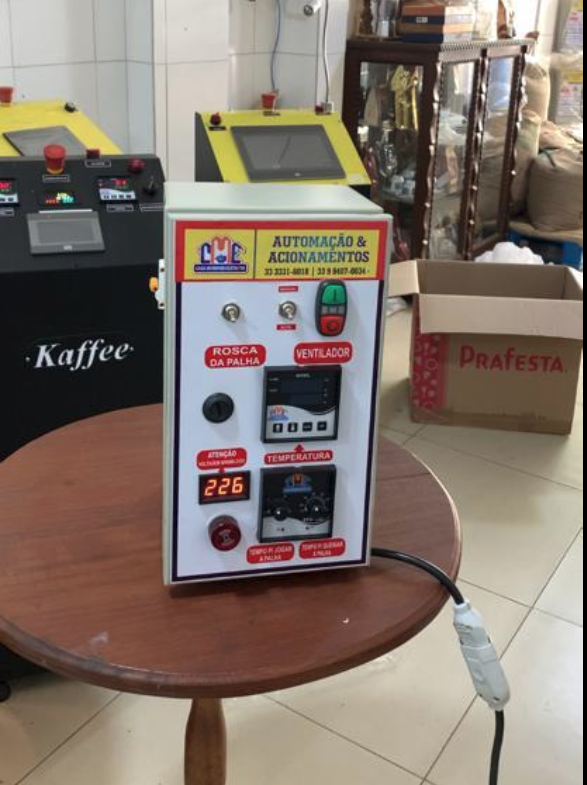 CME
AUTOMAÇÃO &
ACIONAMENTOS
33 3331-6018 | 33 9 8407-0034
ROSCA
DA PALHA
VENTILADOR
ATENÇÃO
TEMPERATURA
226
TEMPO P/ JOGAR
A PALHA
TEMPO P/ QUEIMAR
A PALHA
·Kaffee·
PRAFESTA